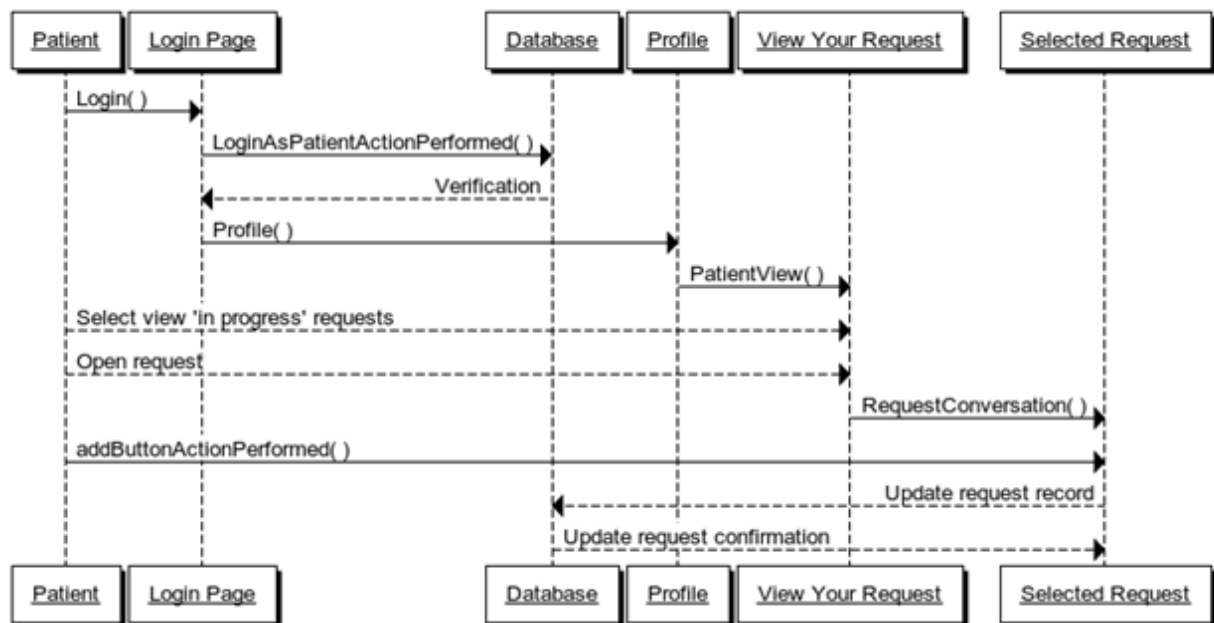 Patient
Login Page
Database
Profile
View Your Request
Selected Request
Login( )
LoginAsPatientActionPerformed( )
Verification
Profile( )
PatientView( )
Select view 'in progress' requests
Open request
RequestConversation( )
addButtonActionPerformed( )
Update request record
Update request confirmation
Patient
Login Page
Database
Profile
View Your Request
Selected Request